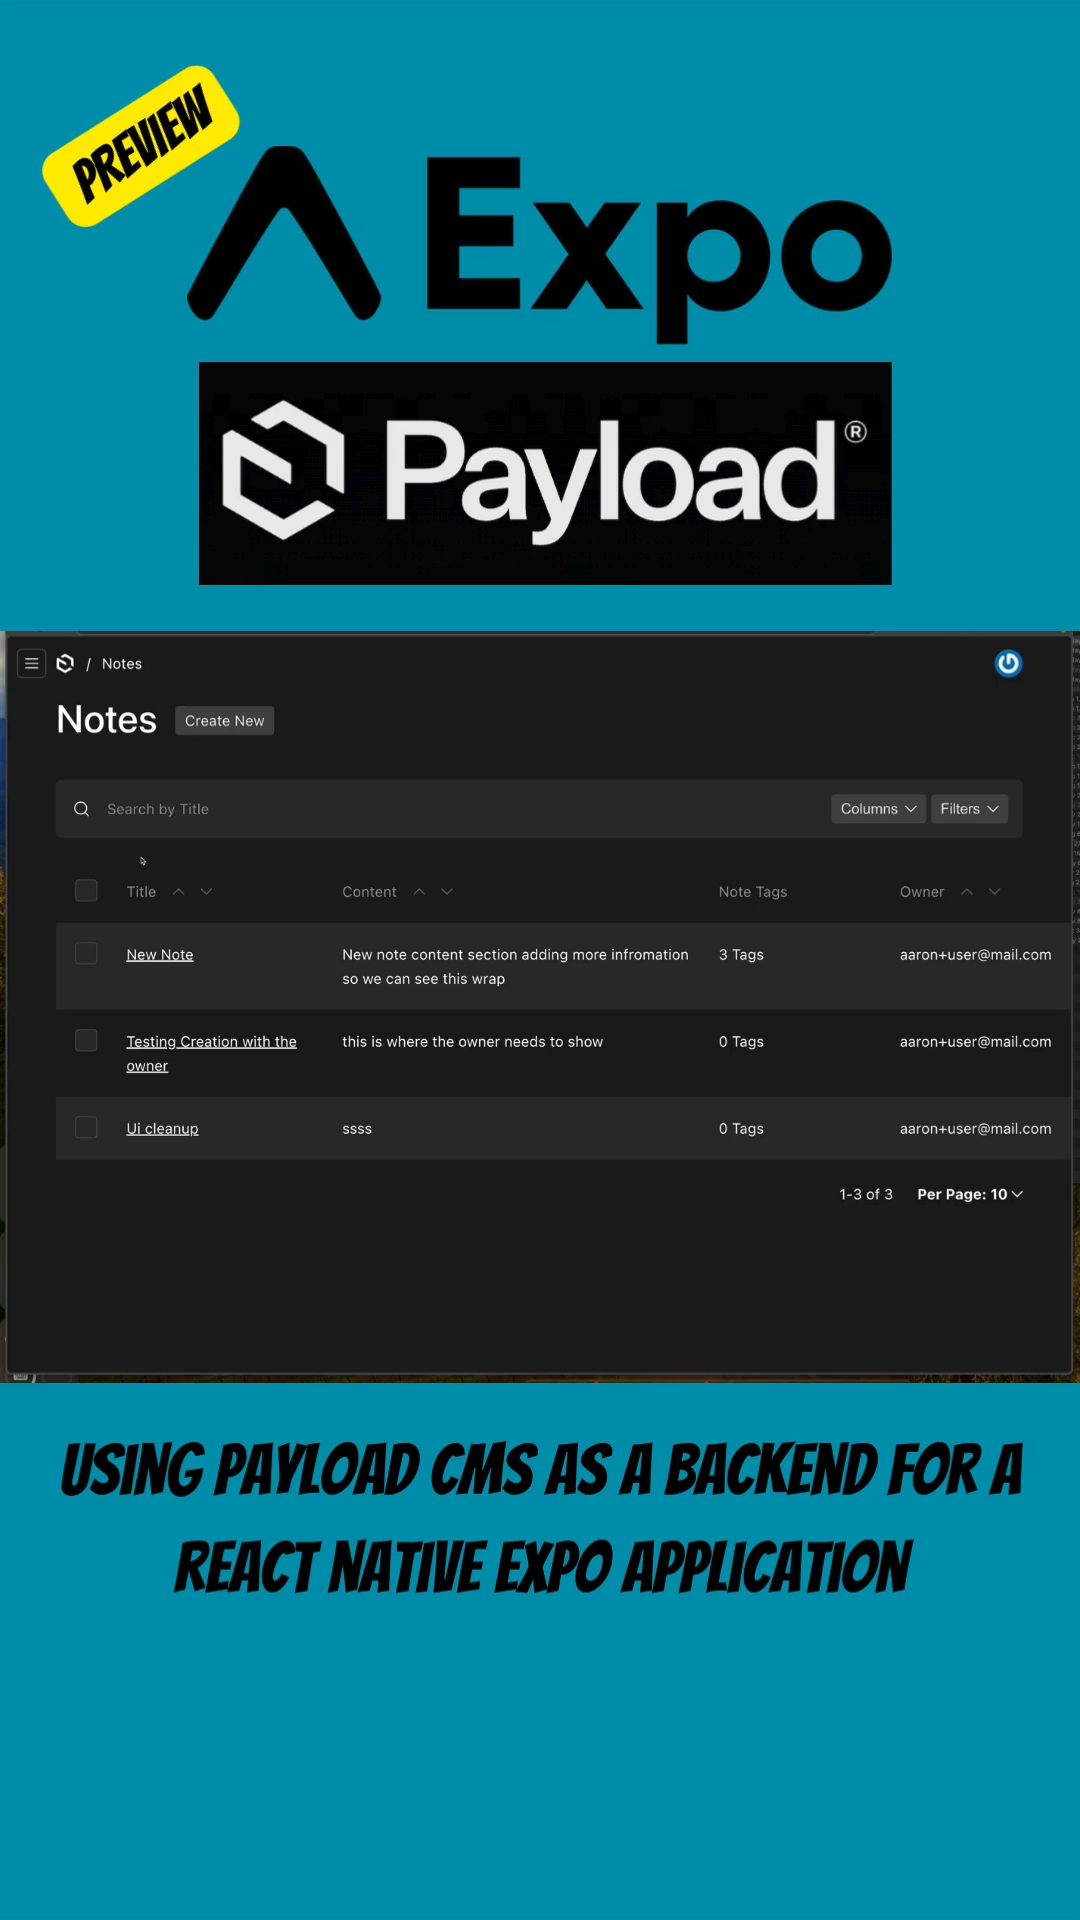 PREVIEW
Expo
Payload®
/ Notes
Notes Create New
Search by Title Columns Filters
Title Content Note Tags Owner
New Note New note content section adding more infromation 3 Tags aaron+user@mail.com
so we can see this wrap
Testing Creation with the this is where the owner needs to show 0 Tags aaron+user@mail.com
owner
Ui cleanup ssss 0 Tags aaron+user@mail.com
1-3 of 3 Per Page: 10
USING PAYLOAD CMS AS A BACKEND FOR A
REACT NATIVE EXPO APPLICATION